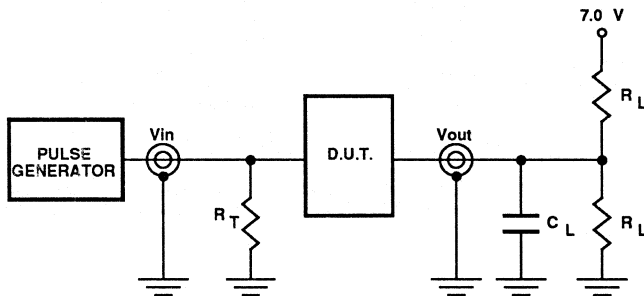 7.0 V
R L
Vin
Vout
PULSE
GENERATOR
D.U.T.
R T
C L
R L